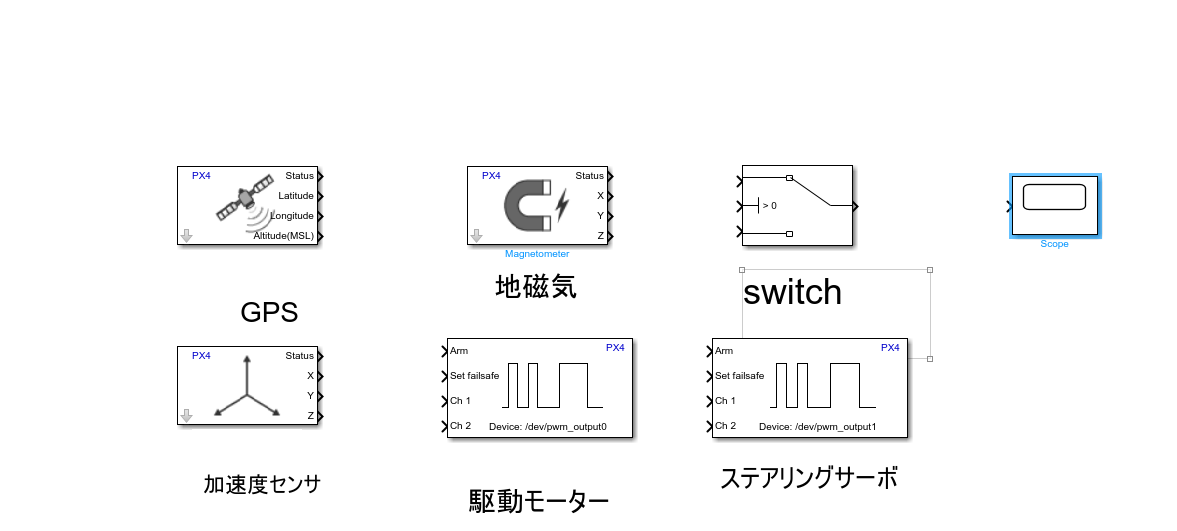 PX4
Status
Latitude
Longitude
Altitude(MSL)
GPS
PX4
Status
X
Y
Z
Magnetometer
地磁気
> 0
switch
Scope
PX4
Status
X
Y
Z
加速度センサ
Arm
PX4
Set failsafe
Ch 1
Ch 2
Device: /dev/pwm_output0
駆動モーター
Arm
PX4
Set failsafe
Ch 1
Ch 2
Device: /dev/pwm_output1
ステアリングサーボ